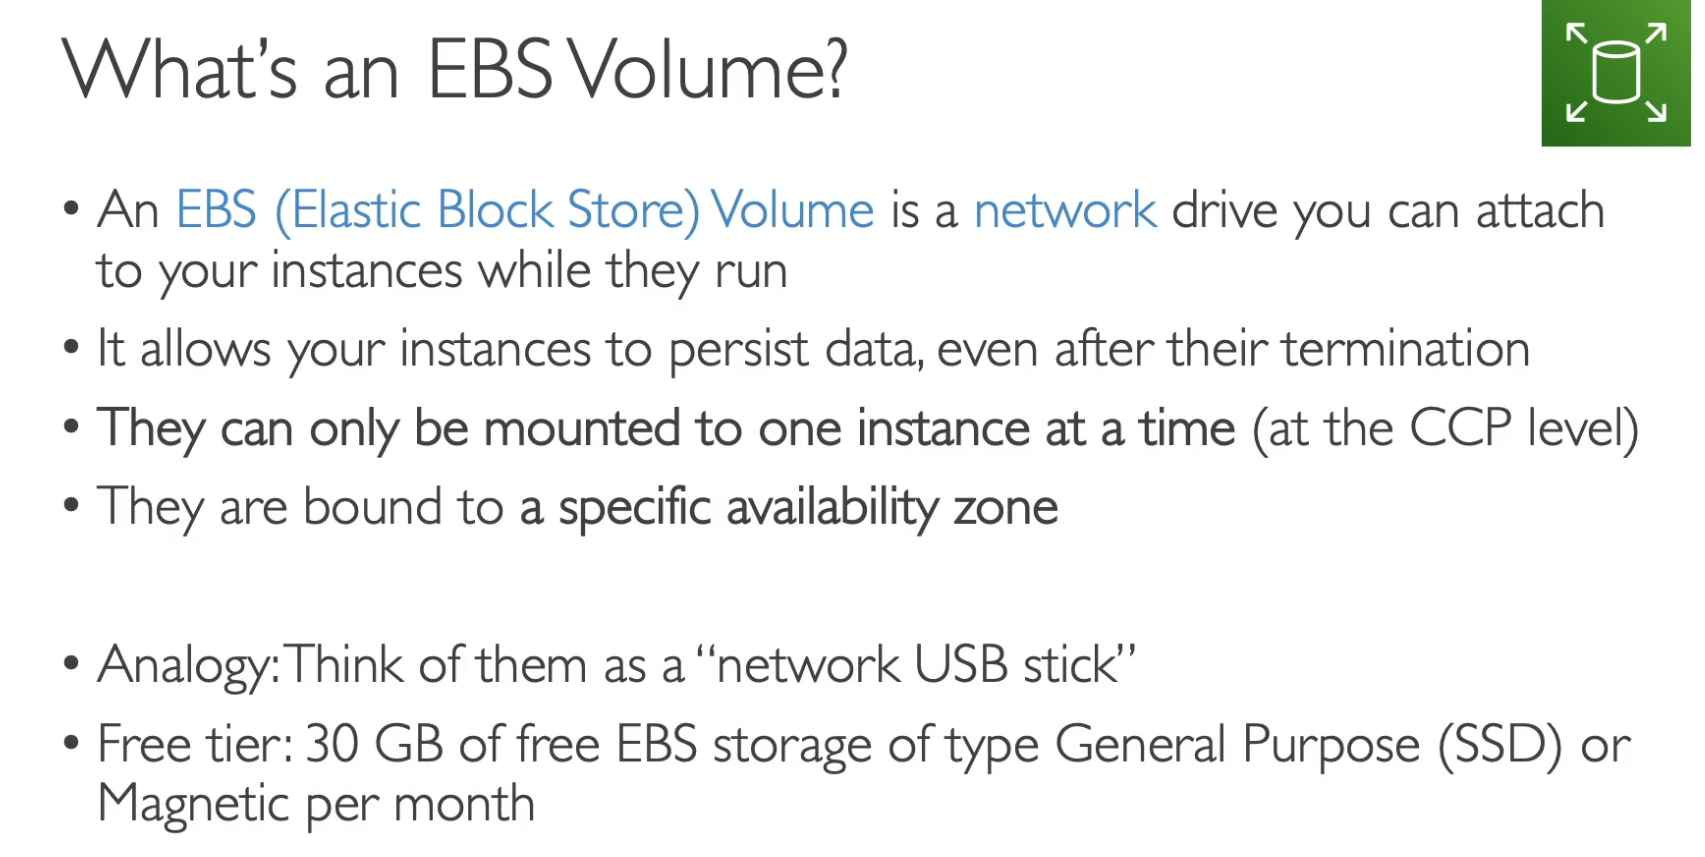 What's an EBS Volume?
• An EBS (Elastic Block Store) Volume is a network drive you can attach
to your instances while they run
• It allows your instances to persist data, even after their termination
• They can only be mounted to one instance at a time (at the CCP level)
• They are bound to a specific availability zone
• Analogy: Think of them as a “network USB stick”
• Free tier: 30 GB of free EBS storage of type General Purpose (SSD) or
Magnetic per month